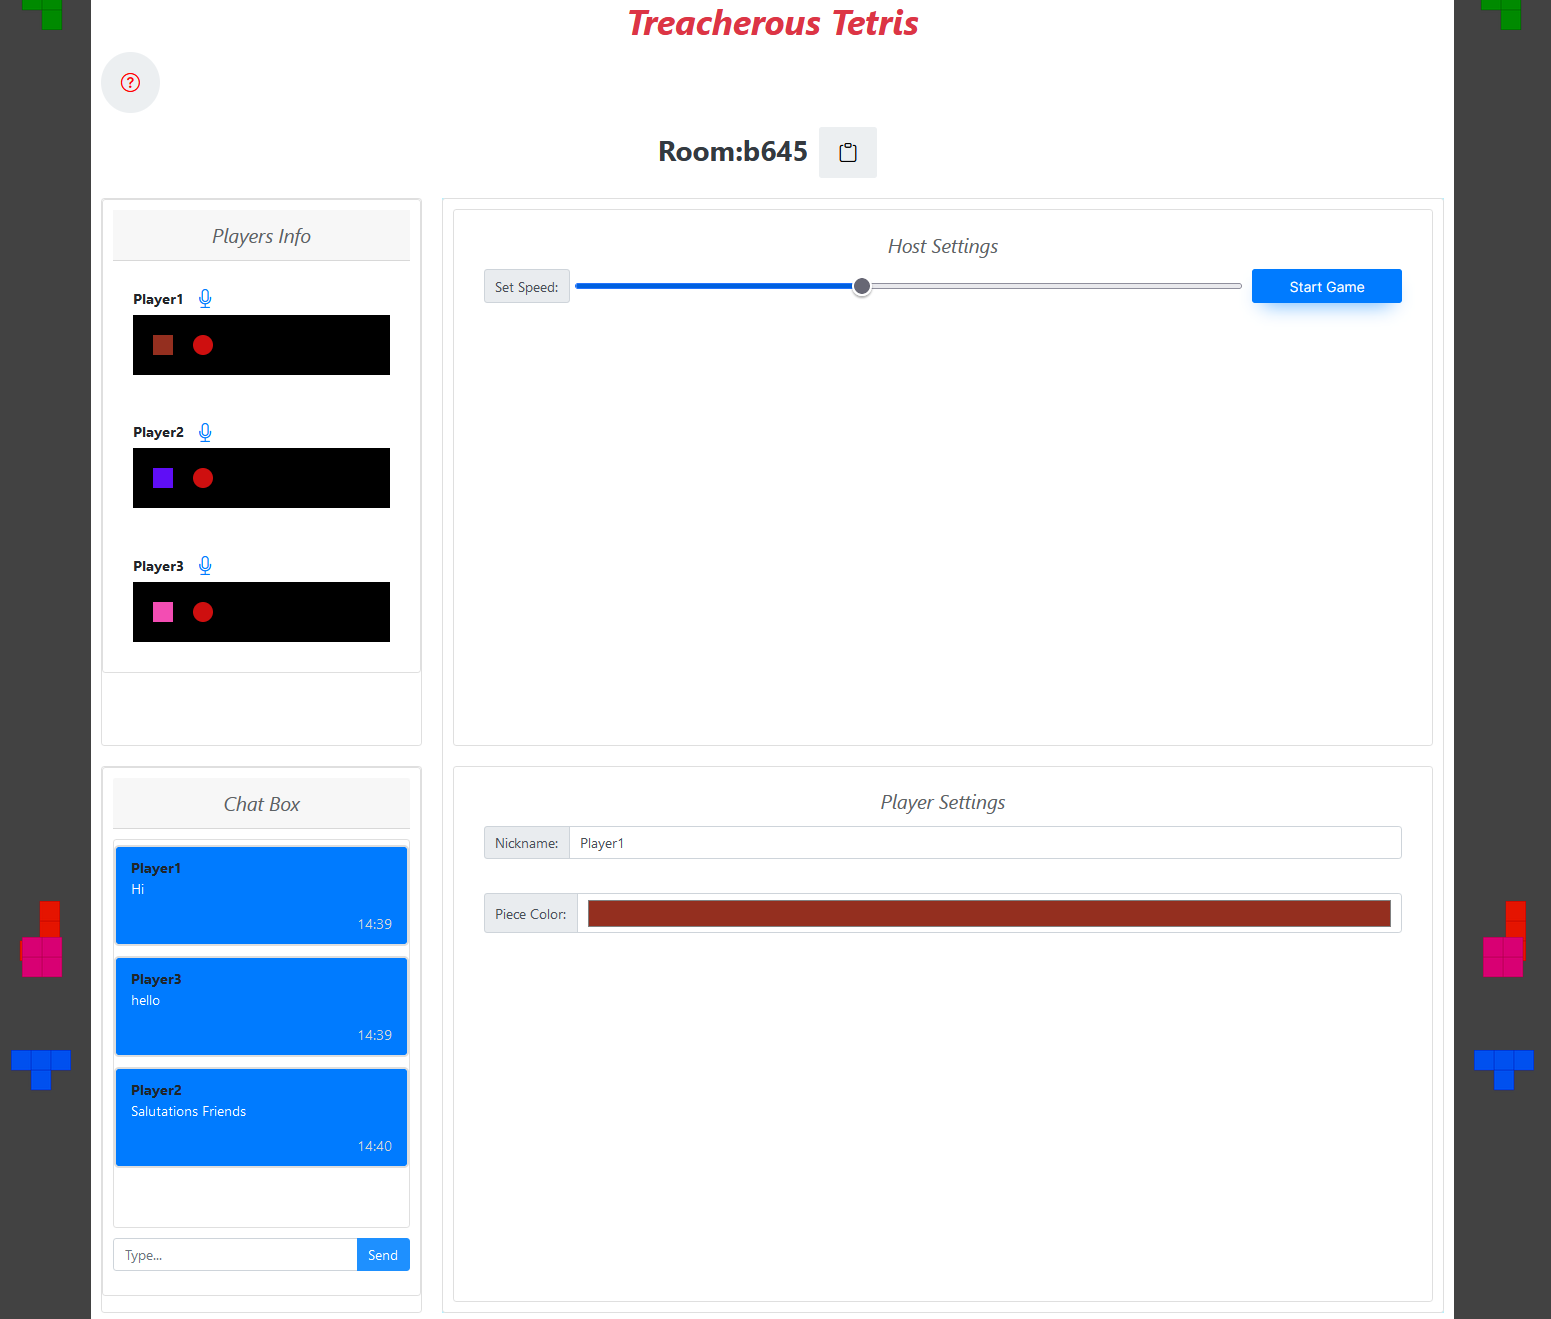 Treacherous Tetris
Room:b645
Players Info
Player1
Player2
Player3
Host Settings
Set Speed:
Start Game
Chat Box
Player1
Hi
14:39
Player3
hello
14:39
Player2
Salutations Friends
14:40
Type...
Send
Player Settings
Nickname:
Player1
Piece Color: